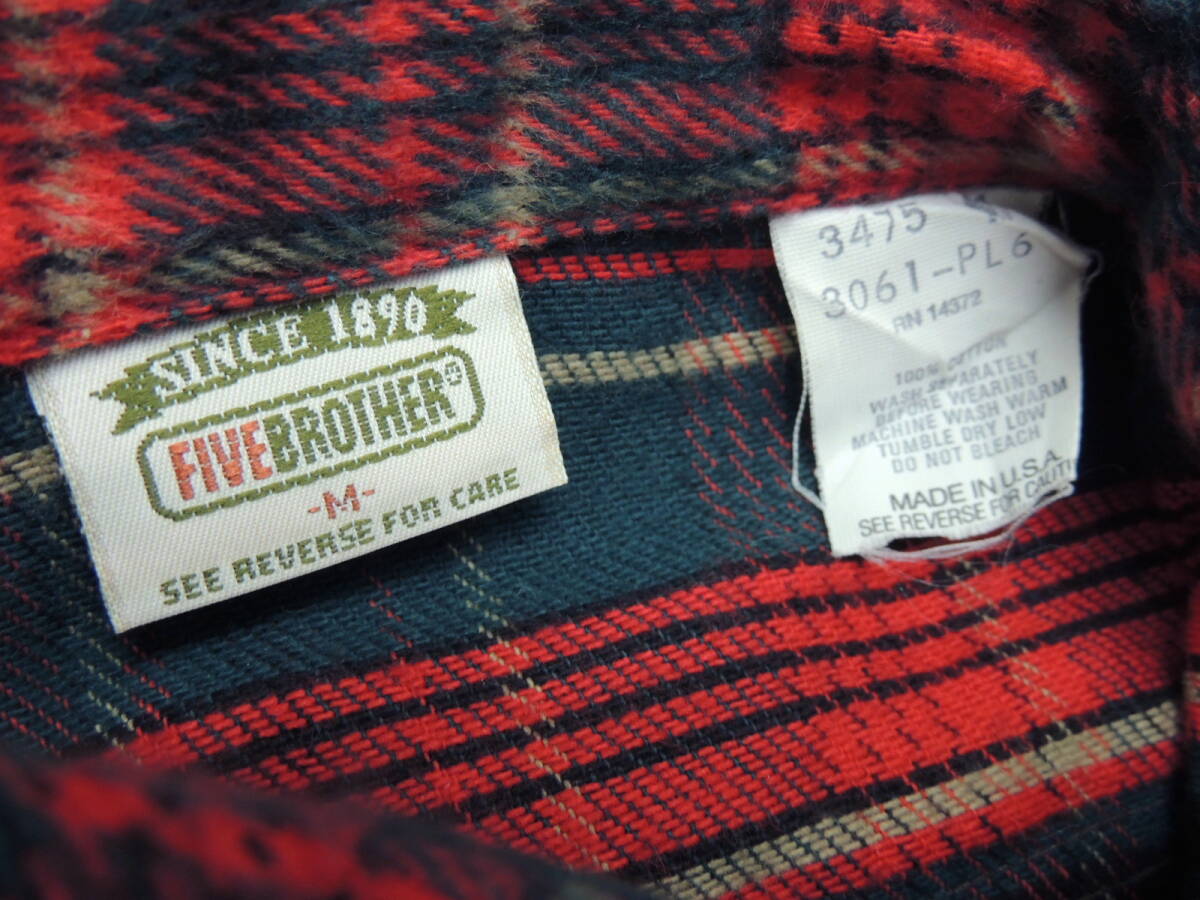 SINCE 1890
FIVEBROTHER®
-M-
SEE REVERSE FOR CARE
3475 M
3061-PL6
RN 14372
100% COTTON
WASH SEPARATELY
BEFORE WEARING
MACHINE WASH WARM
TUMBLE DRY LOW
DO NOT BLEACH
MADE IN U.S.A.
SEE REVERSE FOR CAUTI